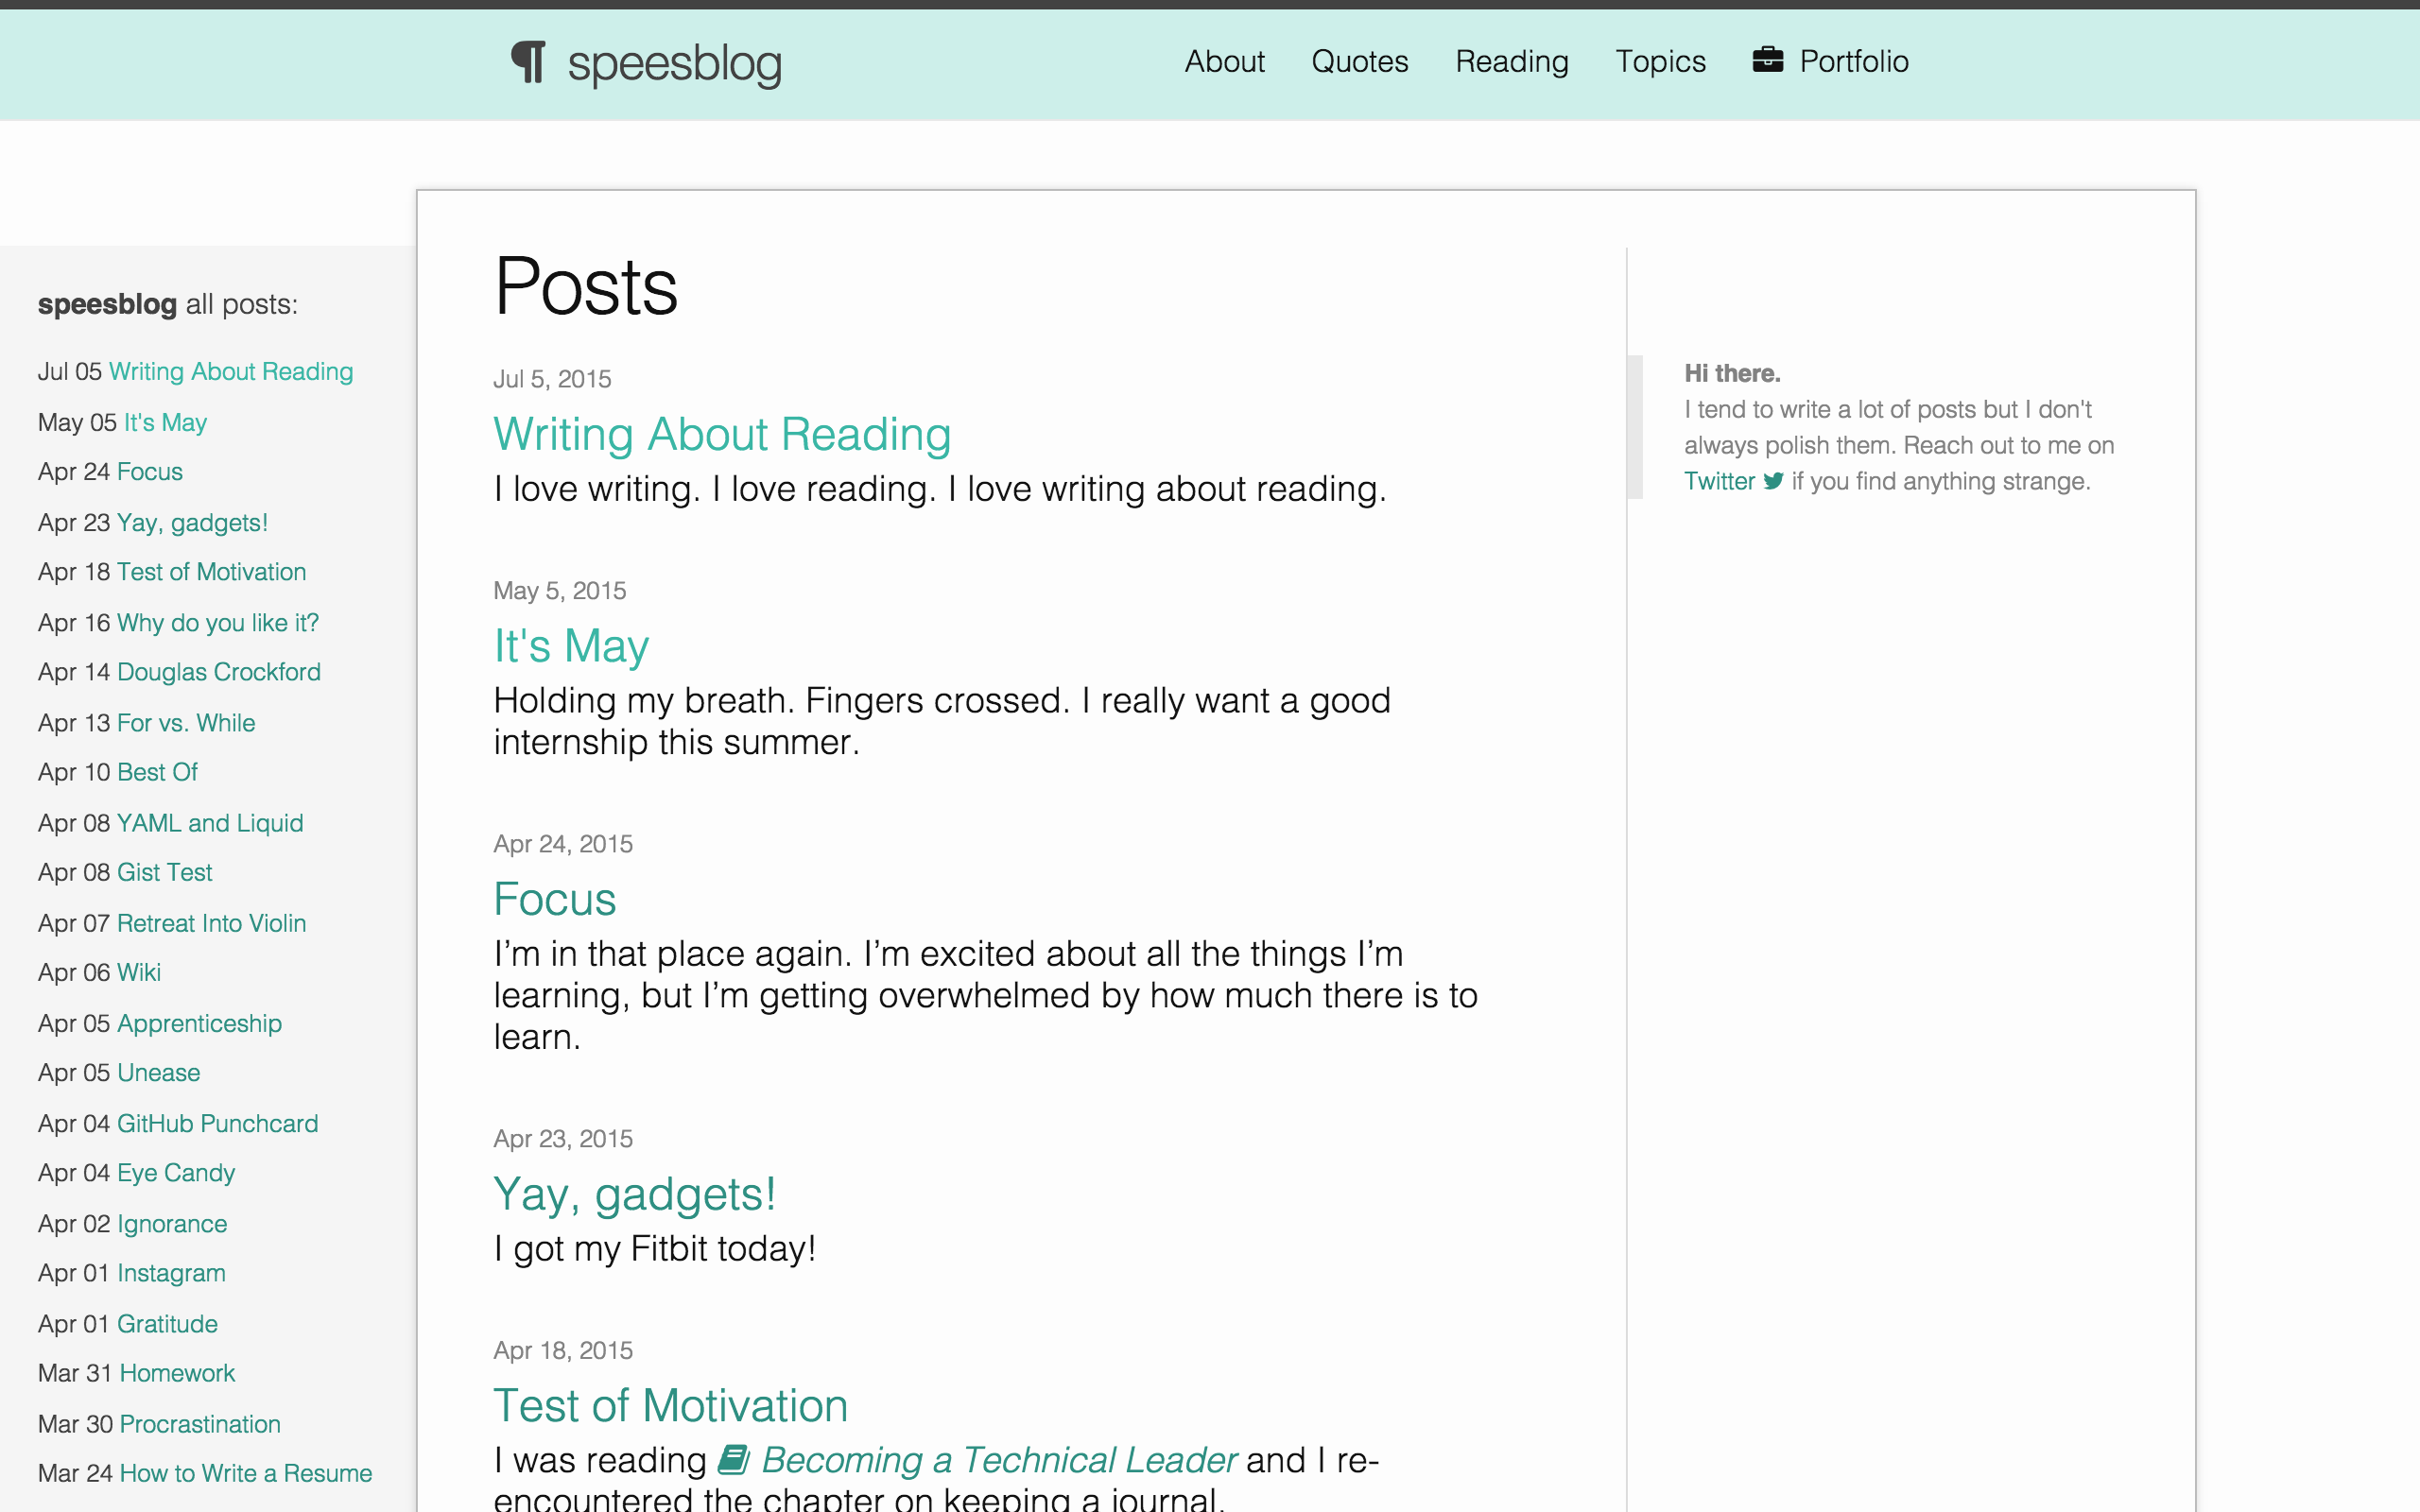 ¶ speesblog
About Quotes Reading Topics Portfolio
speesblog all posts:
Jul 05 Writing About Reading
May 05 It's May
Apr 24 Focus
Apr 23 Yay, gadgets!
Apr 18 Test of Motivation
Apr 16 Why do you like it?
Apr 14 Douglas Crockford
Apr 13 For vs. While
Apr 10 Best Of
Apr 08 YAML and Liquid
Apr 08 Gist Test
Apr 07 Retreat Into Violin
Apr 06 Wiki
Apr 05 Apprenticeship
Apr 05 Unease
Apr 04 GitHub Punchcard
Apr 04 Eye Candy
Apr 02 Ignorance
Apr 01 Instagram
Apr 01 Gratitude
Mar 31 Homework
Mar 30 Procrastination
Mar 24 How to Write a Resume
Posts
Jul 5, 2015
Writing About Reading
I love writing. I love reading. I love writing about reading.
May 5, 2015
It's May
Holding my breath. Fingers crossed. I really want a good
internship this summer.
Apr 24, 2015
Focus
I’m in that place again. I’m excited about all the things I’m
learning, but I’m getting overwhelmed by how much there is to
learn.
Apr 23, 2015
Yay, gadgets!
I got my Fitbit today!
Apr 18, 2015
Test of Motivation
I was reading Becoming a Technical Leader and I re-
encountered the chapter on keeping a journal.
Hi there.
I tend to write a lot of posts but I don't
always polish them. Reach out to me on
Twitter if you find anything strange.